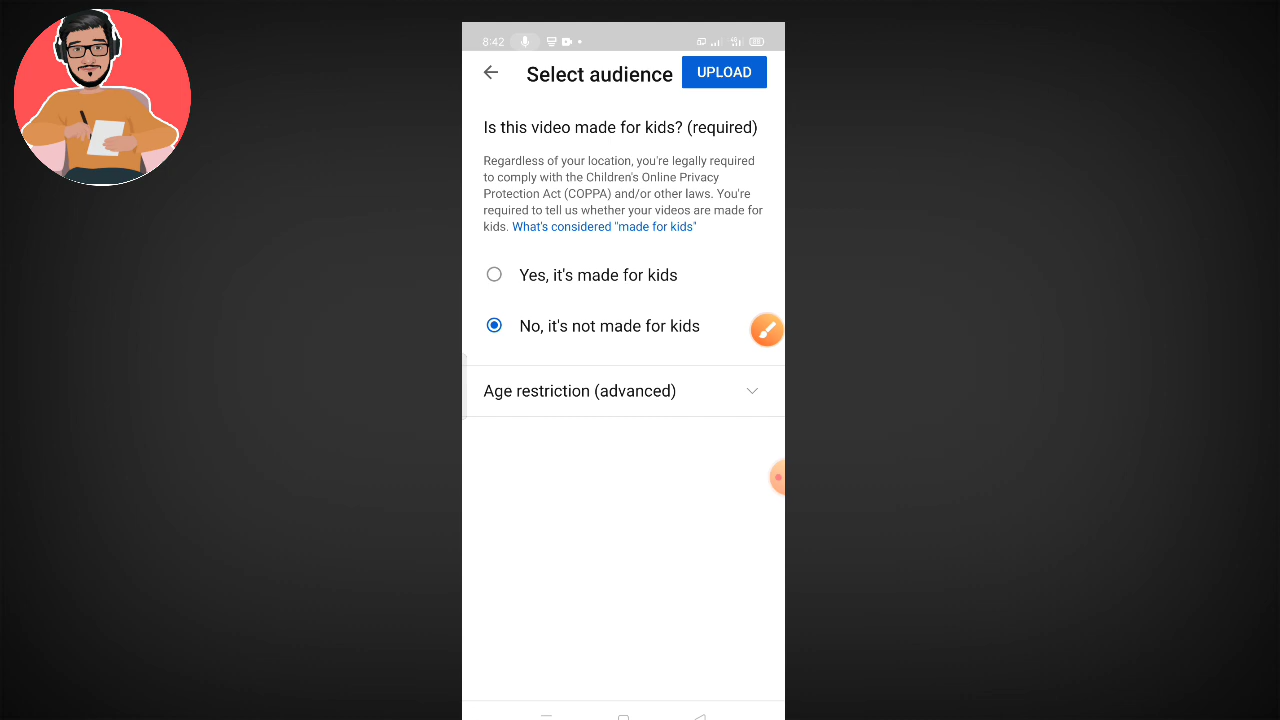 8:42
Select audience
UPLOAD
Is this video made for kids? (required)
Regardless of your location, you're legally required
to comply with the Children's Online Privacy
Protection Act (COPPA) and/or other laws. You're
required to tell us whether your videos are made for
kids. What's considered "made for kids"
Yes, it's made for kids
No, it's not made for kids
Age restriction (advanced)